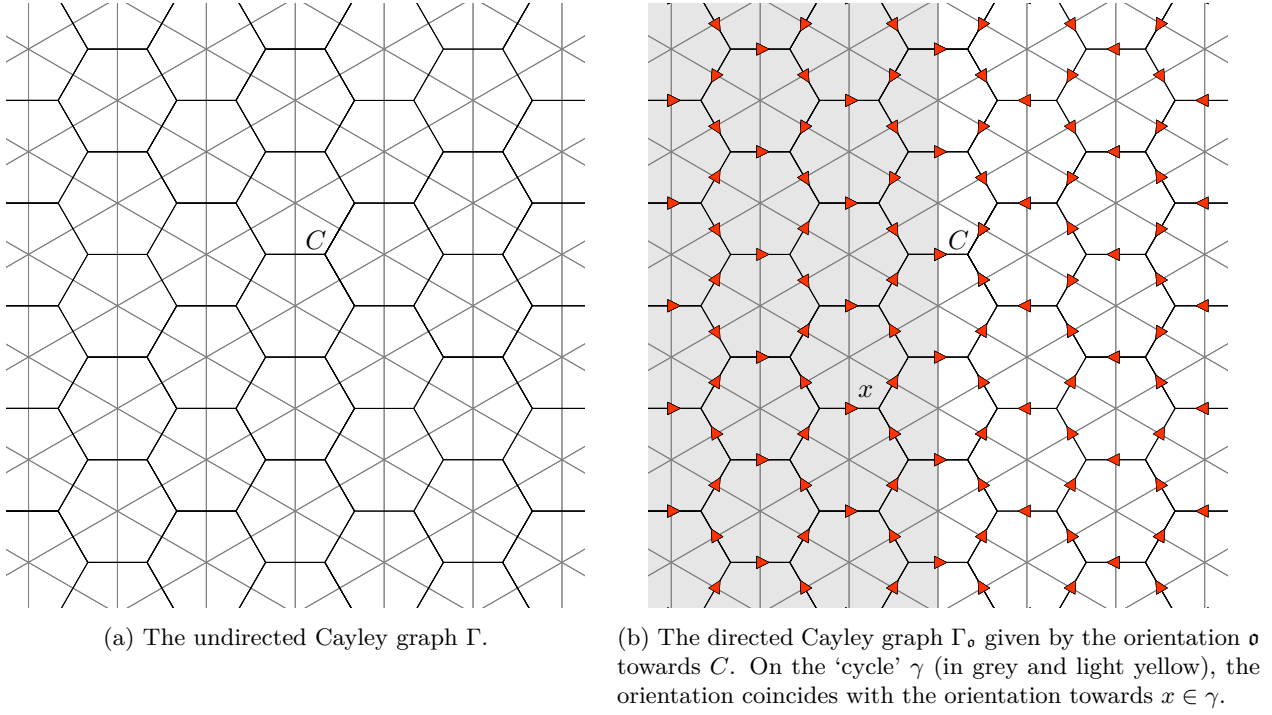 C
C
x
(a) The undirected Cayley graph Γ.
(b) The directed Cayley graph Γ𝔬 given by the orientation 𝔬
towards C. On the ‘cycle’ γ (in grey and light yellow), the
orientation coincides with the orientation towards x ∈ γ.